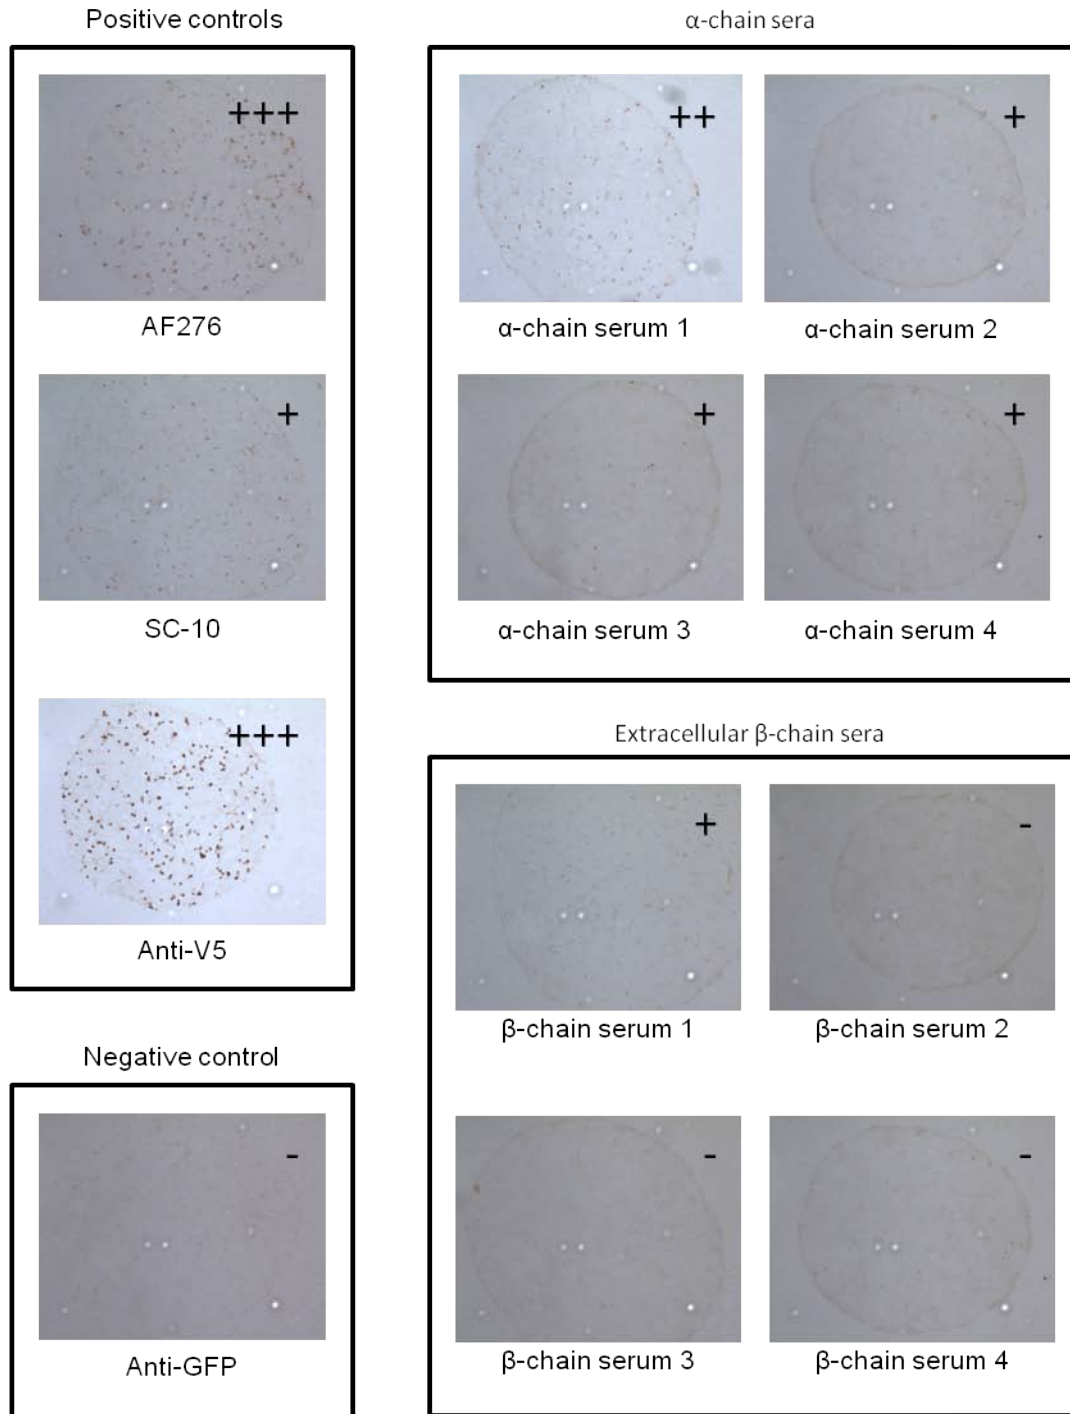 Positive controls
+++
AF276
+
SC-10
+++
Anti-V5
Negative control
-
Anti-GFP
α-chain sera
++
+
α-chain serum 1
α-chain serum 2
+
+
α-chain serum 3
α-chain serum 4
Extracellular β-chain sera
+
-
β-chain serum 1
β-chain serum 2
-
-
β-chain serum 3
β-chain serum 4